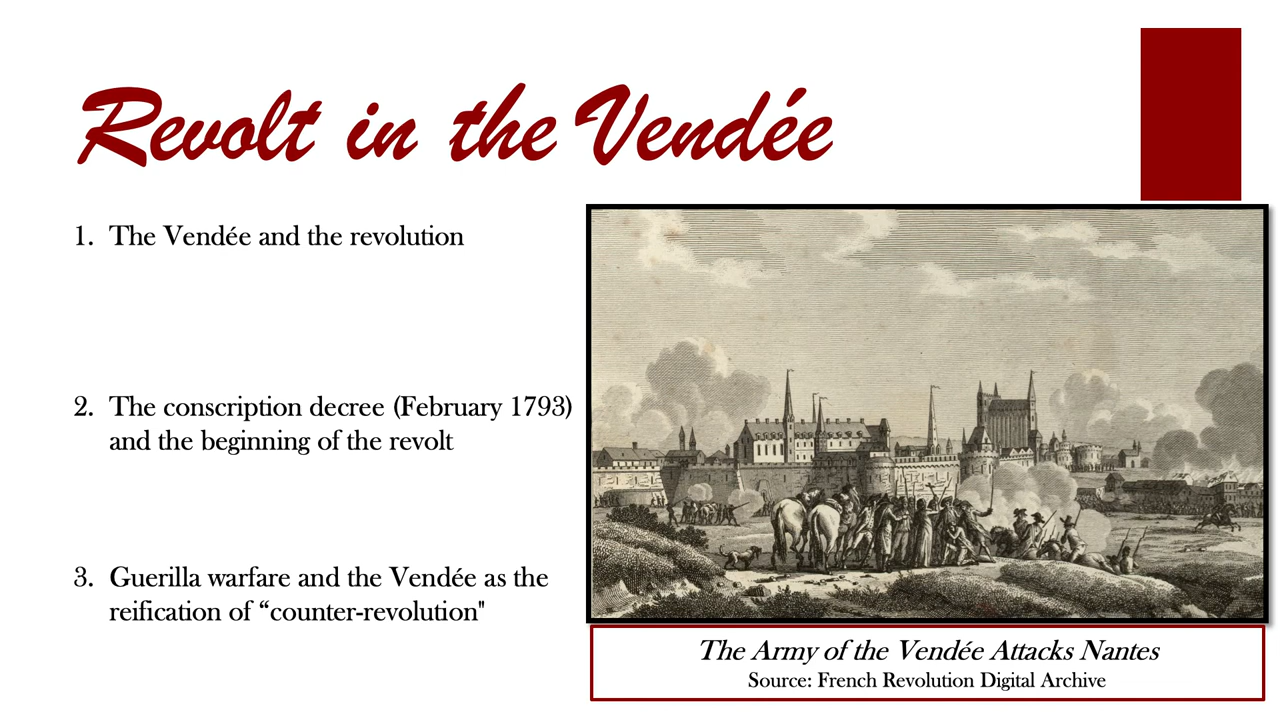 Revolt in the Vendée
1. The Vendée and the revolution
2. The conscription decree (February 1793)
and the beginning of the revolt
3. Guerilla warfare and the Vendée as the
reification of “counter-revolution"
The Army of the Vendée Attacks Nantes
Source: French Revolution Digital Archive